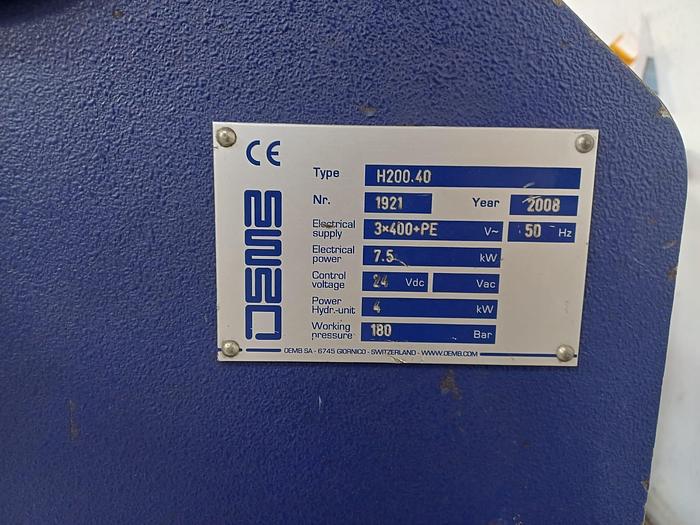 CE
OEMB
Type H200.40
Nr. 1921 Year 2008
Electrical supply 3×400+PE V~ 50 Hz
Electrical power 7.5 kW
Control voltage 24 Vdc Vac
Power Hydr.-unit 4 kW
Working pressure 180 Bar
OEMB SA - 6745 GIORNICO - SWITZERLAND - WWW.OEMB.COM